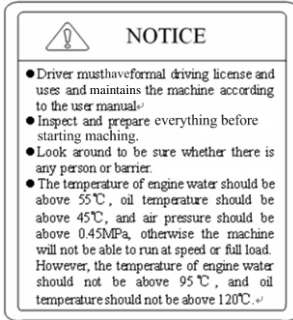 NOTICE
●Driver must have formal driving license and
uses and maintains the machine according
to the user manual↵
●Inspect and prepare everything before
starting maching.
●Look around to be sure whether there is
any person or barrier.
●The temperature of engine water should be
above 55℃, oil temperature should be
above 45℃, and air pressure should be
above 0.45MPa, otherwise the machine
will not be able to run at speed or full load.
However, the temperature of engine water
should not be above 95℃, and oil
temperature should not be above 120℃.↵